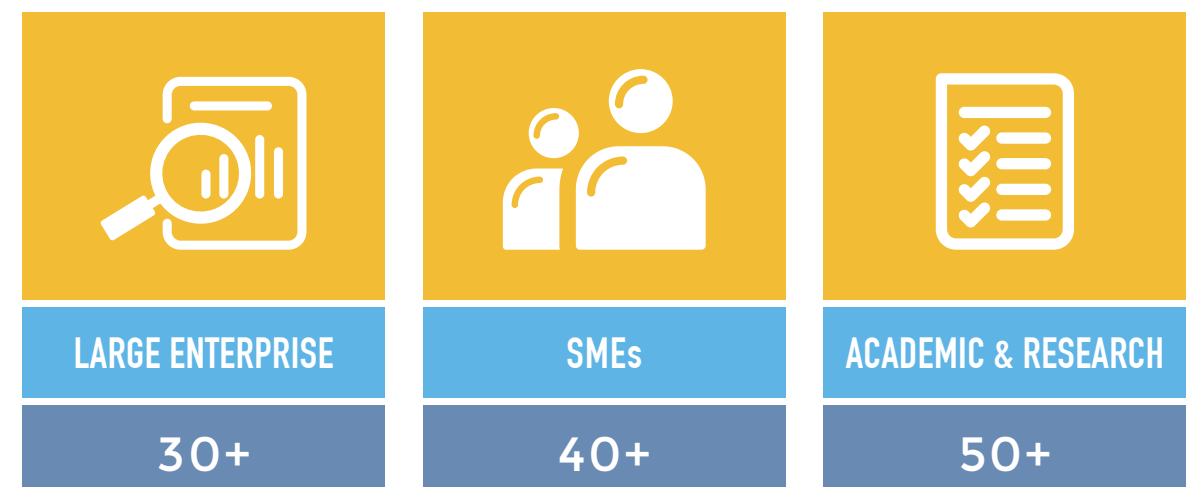 LARGE ENTERPRISE
30+
SMEs
40+
ACADEMIC & RESEARCH
50+